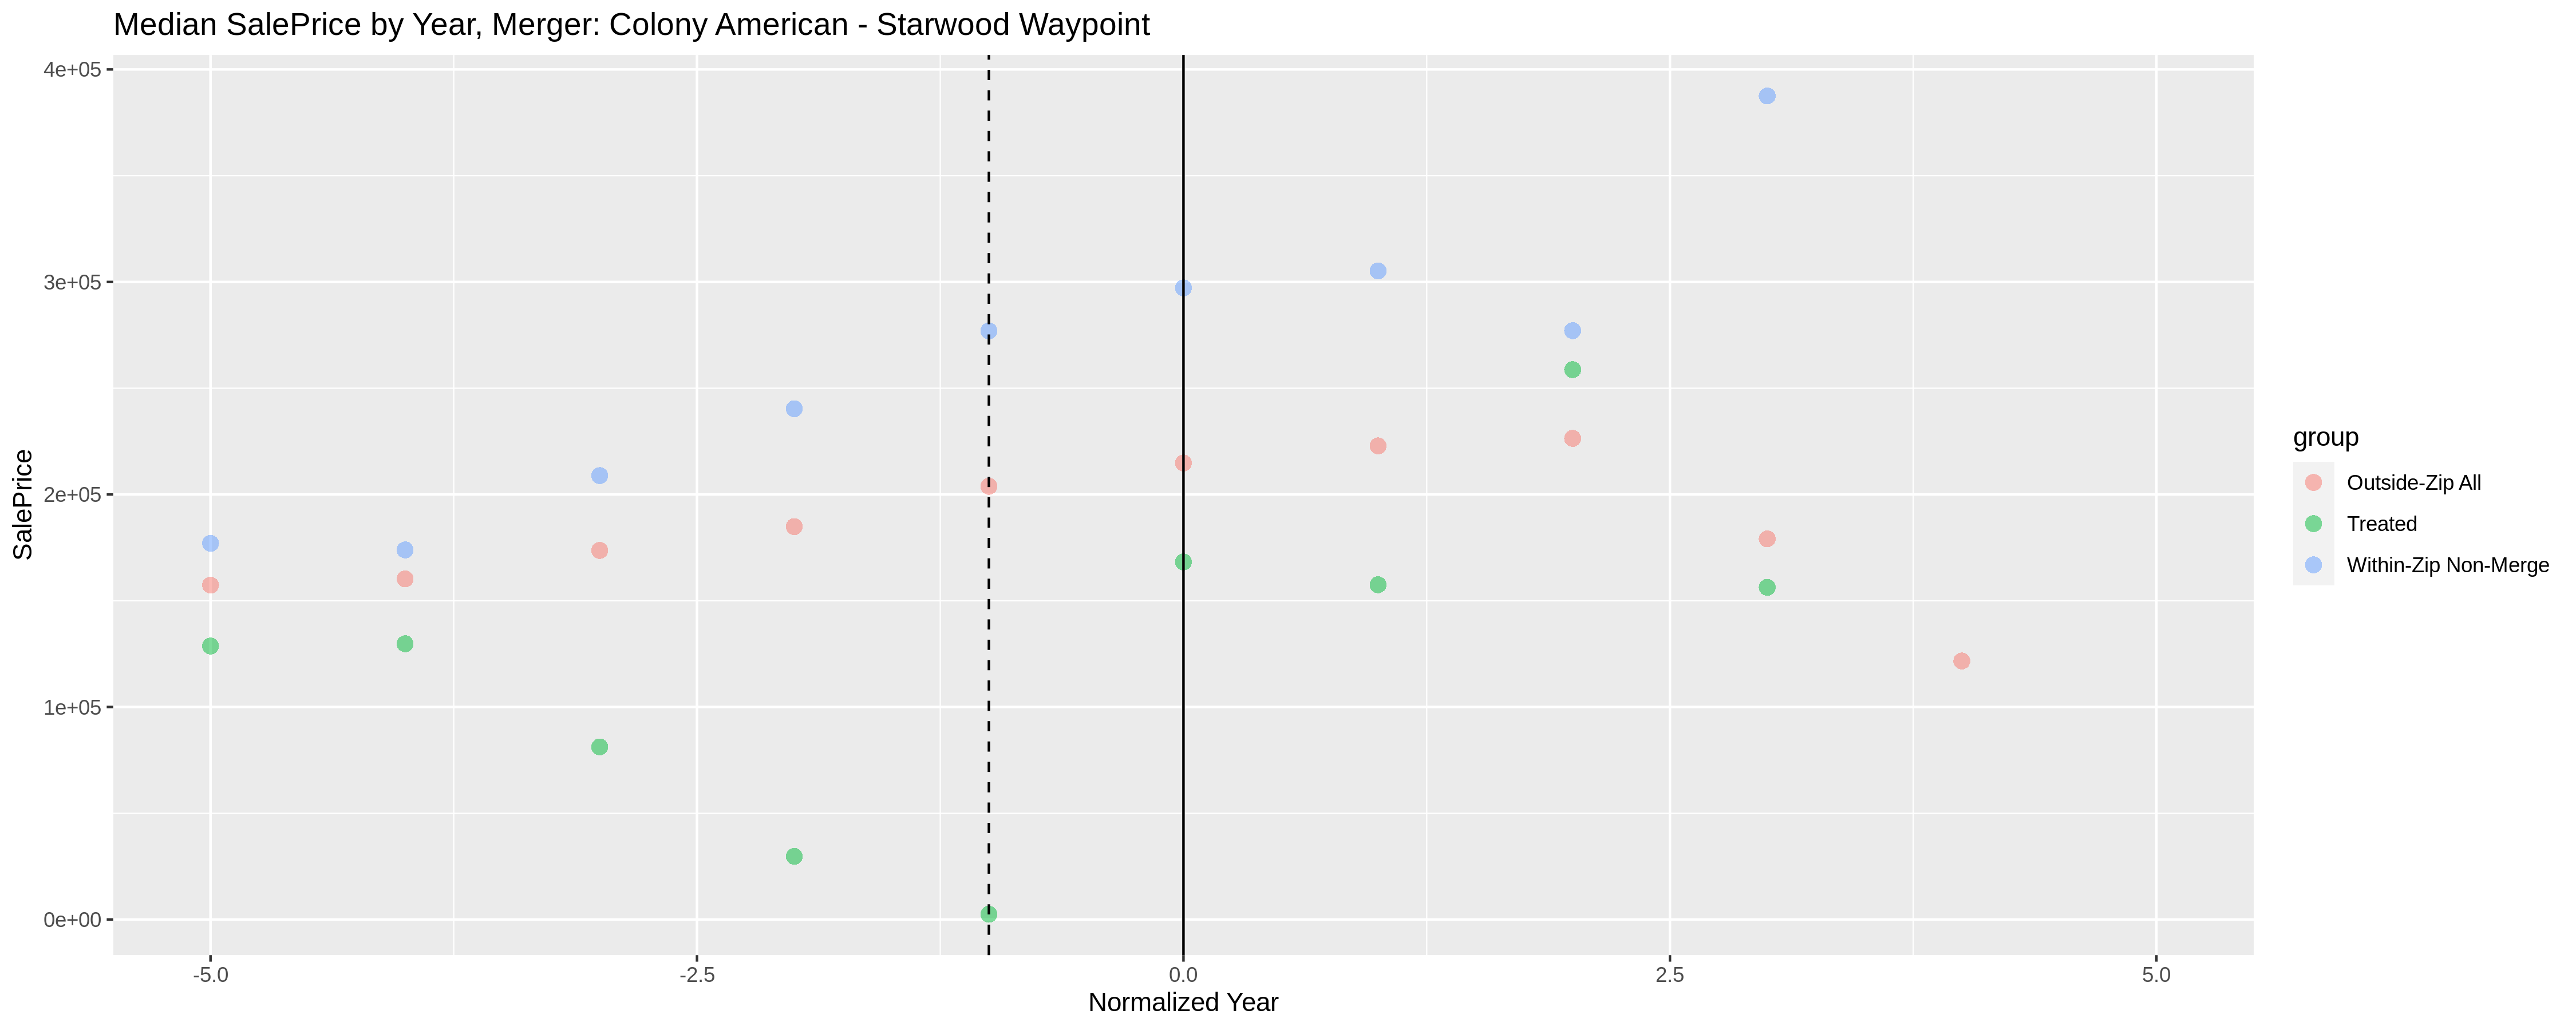 Median SalePrice by Year, Merger: Colony American - Starwood Waypoint
4e+05
3e+05
2e+05
1e+05
0e+00
SalePrice
-5.0
-2.5
0.0
2.5
5.0
Normalized Year
group
Outside-Zip All
Treated
Within-Zip Non-Merge